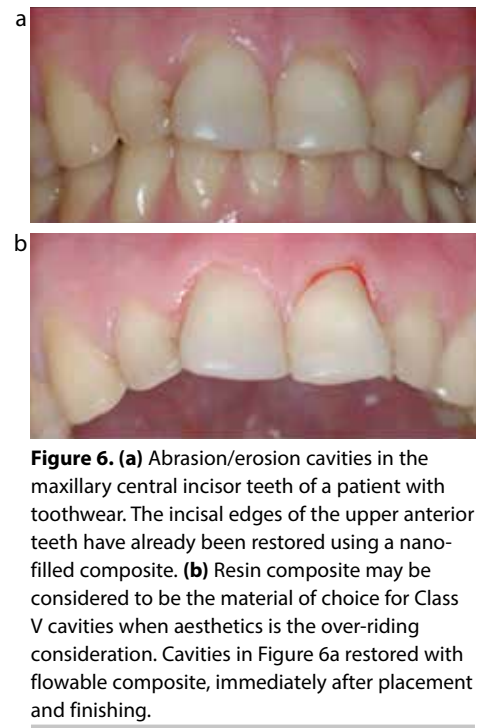 a
b
Figure 6. (a) Abrasion/erosion cavities in the
maxillary central incisor teeth of a patient with
toothwear. The incisal edges of the upper anterior
teeth have already been restored using a nano-
filled composite. (b) Resin composite may be
considered to be the material of choice for Class
V cavities when aesthetics is the over-riding
consideration. Cavities in Figure 6a restored with
flowable composite, immediately after placement
and finishing.